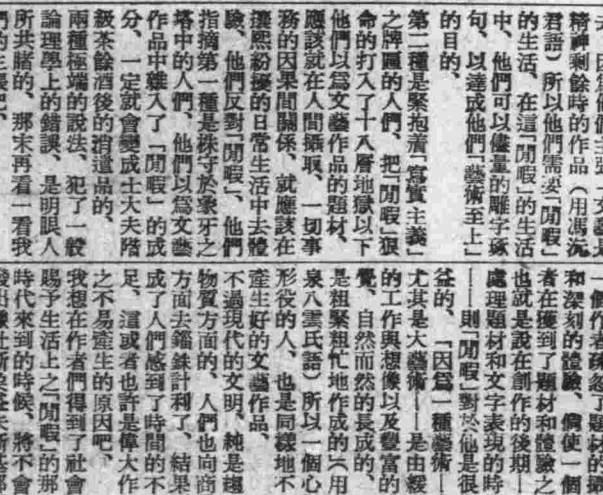 精神剩餘時的作品(用馮沅
君語)所以他們需要「閒暇」
的生活、在這「閒暇」的生活
中、他們可以儘量的雕字琢
句、以達成他們「藝術至上」
的目的、
第二種是緊抱着「寫實主義」
之牌匾的人們、把「閒暇」狠
命的打入了十八層地獄以下
他們以爲文藝作品的題材、
應該就在人間攝取、一切事
務的因果間關係、就應該在
攘熙紛擾的日常生活中去體
驗、他們反對「閒暇」、他們
指摘第一種是株守於象牙之
塔中的人們、他們以爲文藝
作品中雜入了「閒暇」的成
分、一定就會變成士大夫階
級茶餘酒後的消遣品的、
兩種極端的說法、犯了一般
論理學上的錯誤、是明眼人
所共賭的、那末再看一看我
一個作者疏忽了題材的攝
和深刻的體驗、倘使一個
者在獲到了題材和體驗之
也就是說在創作的後期—
處理題材和文字表現的時
——則「閒暇」對於他是很
益的、「因爲一種藝術—
尤其是大藝術——是由緩
的工作與想像以及豐富的
覺、自然而然的長成的、
是粗緊粗忙地作成的」(用
泉八雲氏語)所以一個心
形役的人、也是同樣地不
產生好的文藝作品、
不過現代的文明、純是趨
物質方面的、人們也向商
方面去錙銖計利了、結果
成了人們感到了時間的不
足、這或者也許是偉大作
之不易產生的原因吧、
我想在作者們得到了社會
賜予生活上之「閒暇」的那
時代來到的時候、將不會